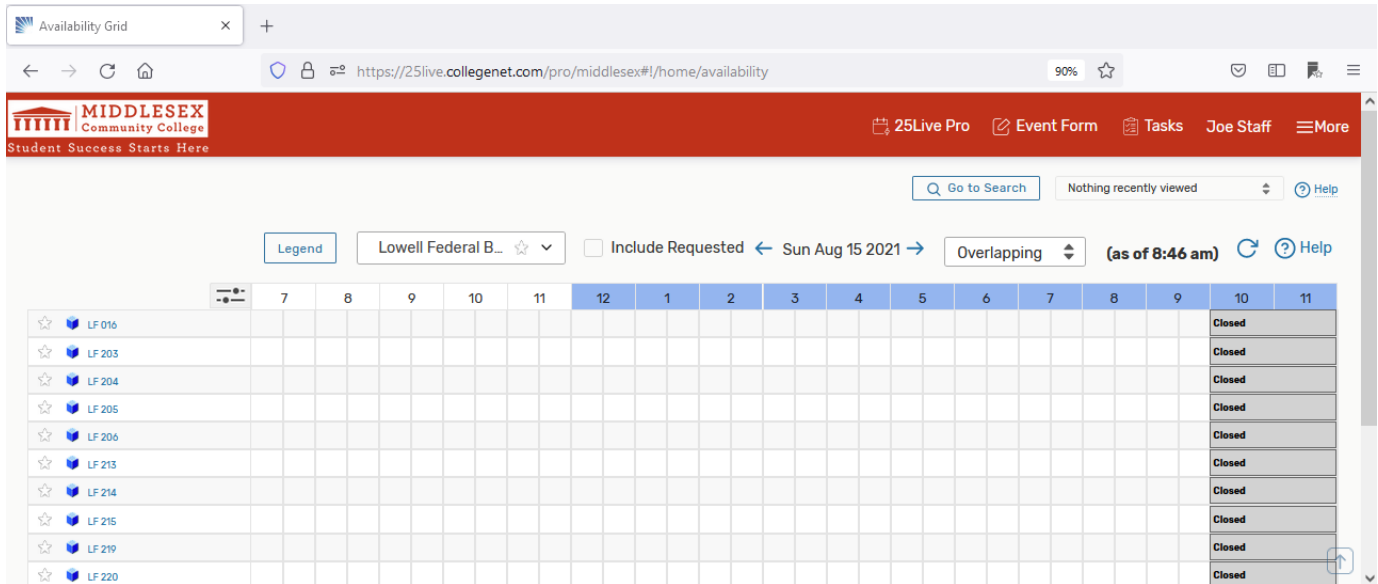 Availability Grid
https://25live.collegenet.com/pro/middlesex#!/home/availability
90%
MIDDLESEX
Community College
Student Success Starts Here
25Live Pro Event Form Tasks Joe Staff More
Go to Search Nothing recently viewed Help
Legend Lowell Federal B... Include Requested Sun Aug 15 2021 Overlapping (as of 8:46 am) Help
7 8 9 10 11 12 1 2 3 4 5 6 7 8 9 10 11
LF 016 Closed
LF 203 Closed
LF 204 Closed
LF 205 Closed
LF 206 Closed
LF 213 Closed
LF 214 Closed
LF 215 Closed
LF 219 Closed
LF 220 Closed